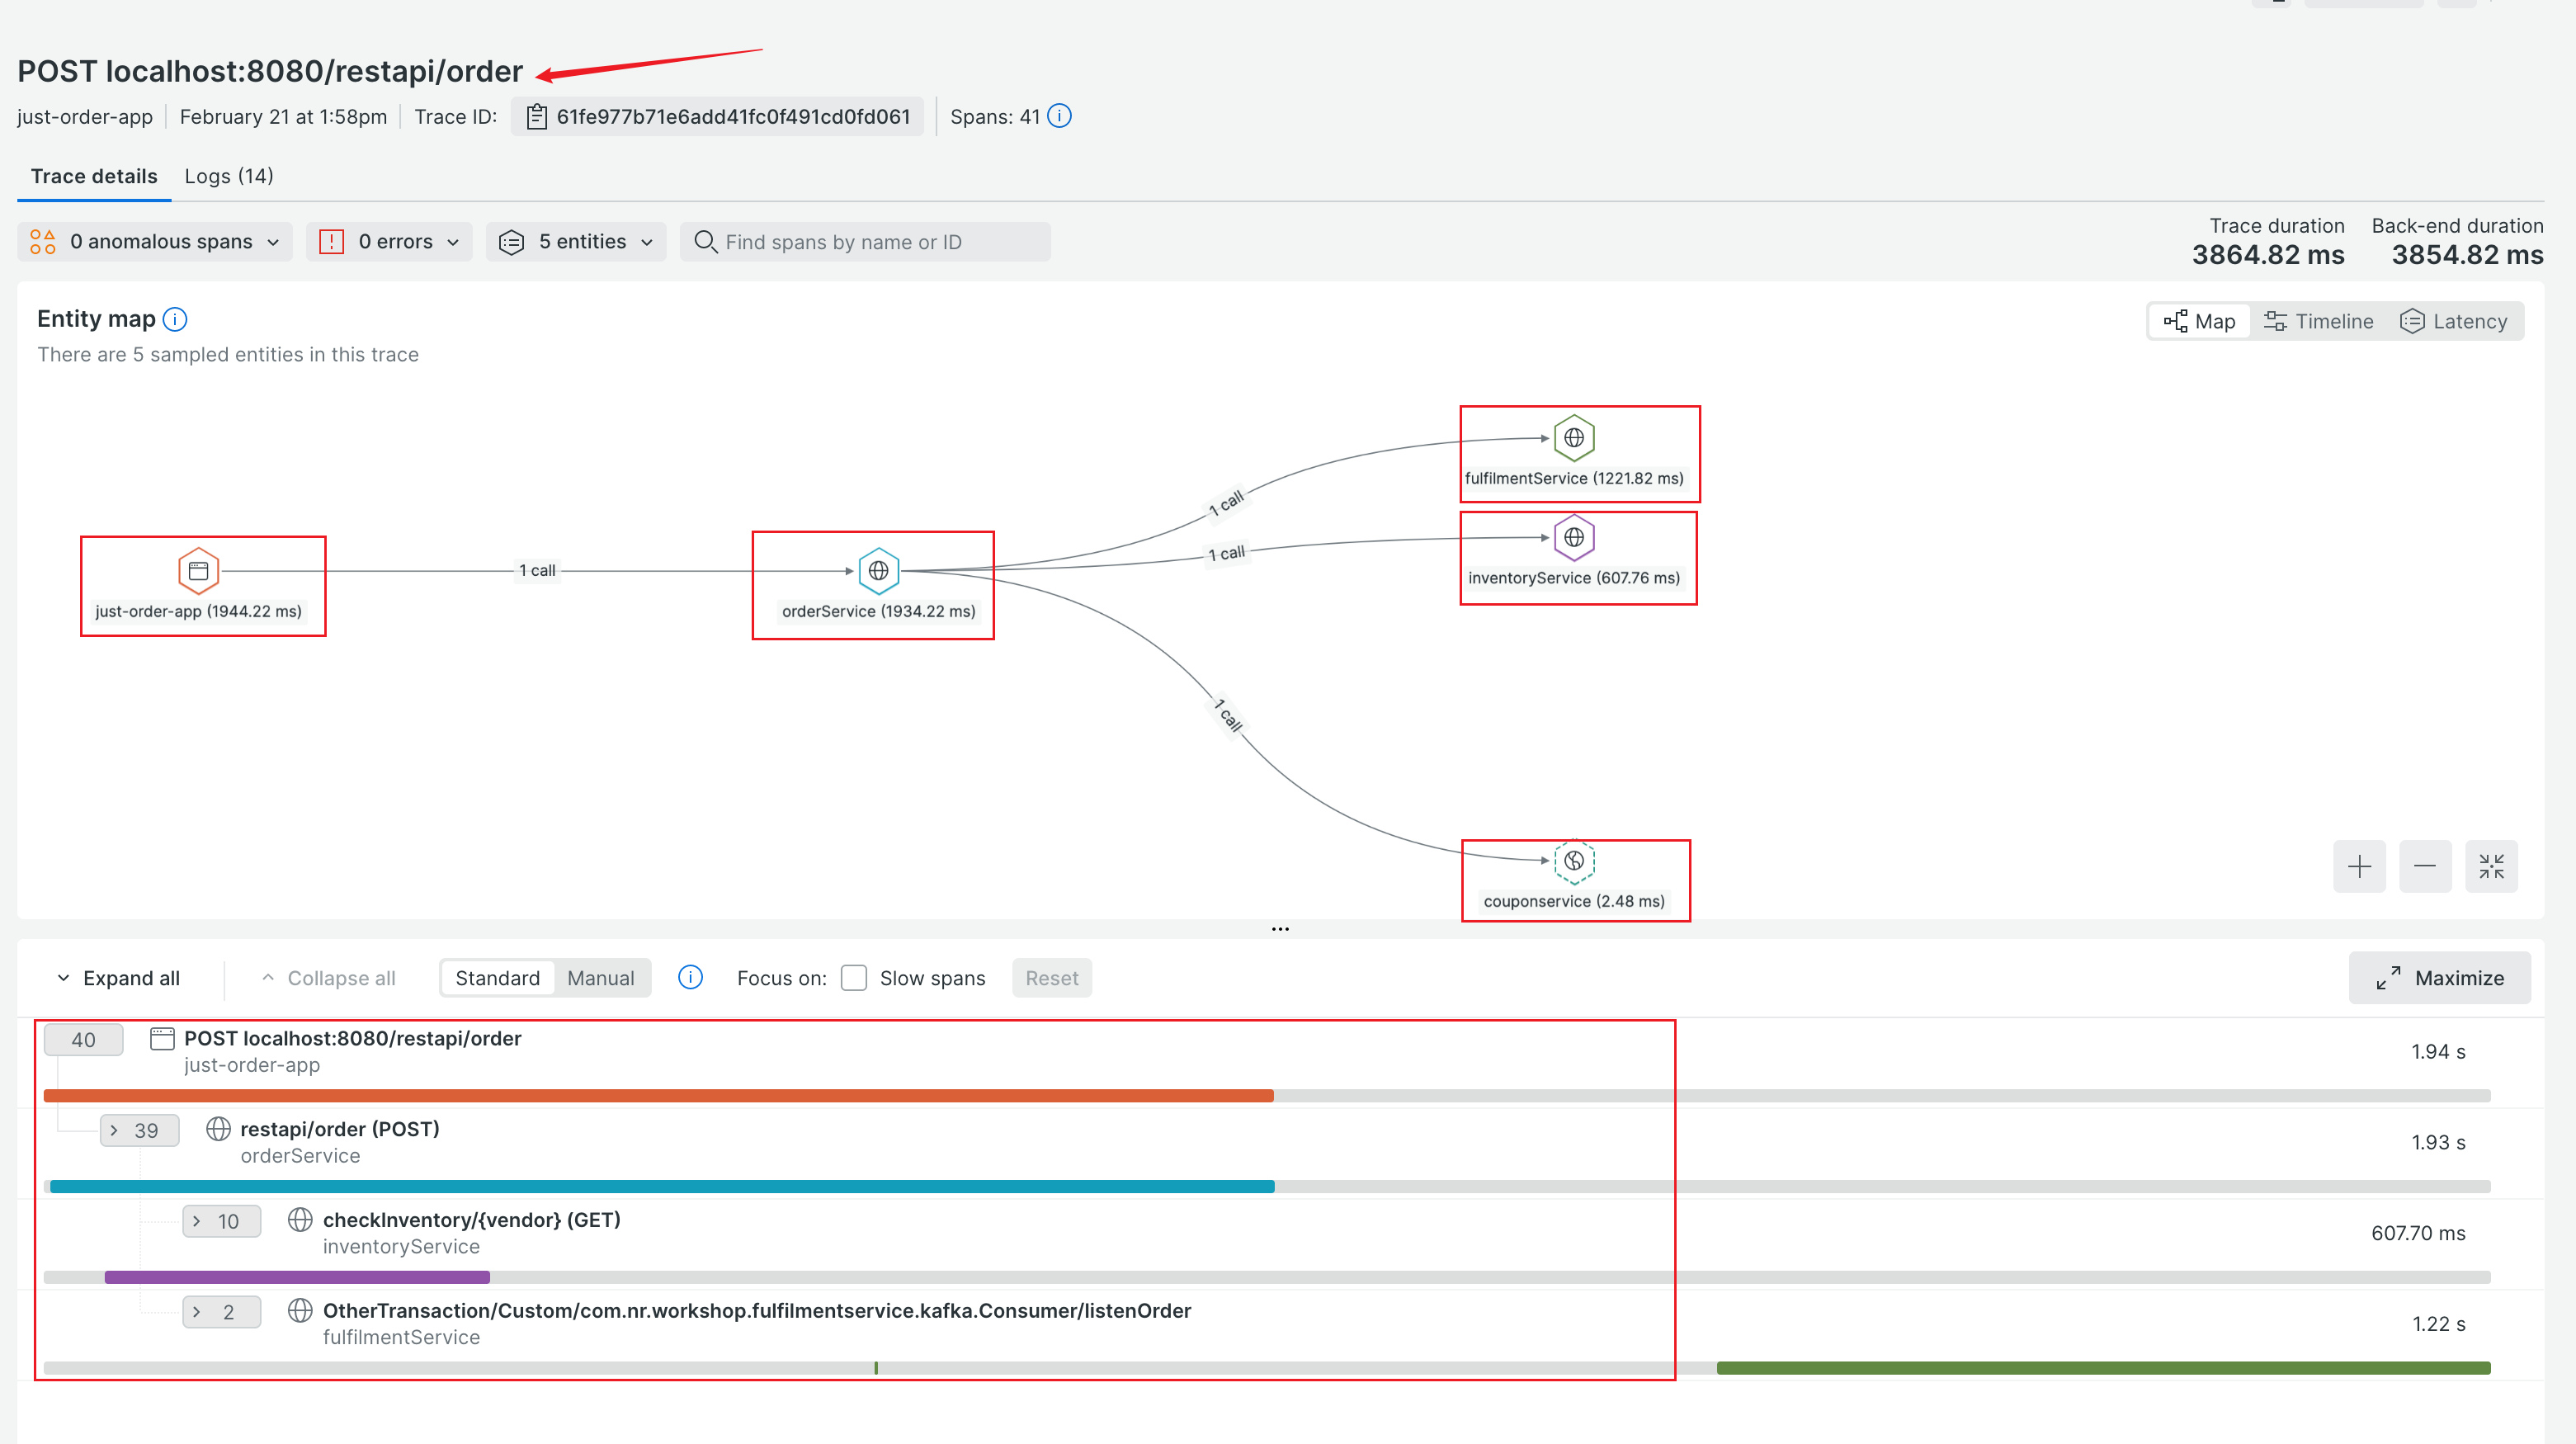 POST localhost:8080/restapi/order
just-order-app February 21 at 1:58pm Trace ID: 61fe977b71e6add41fc0f491cd0fd061 Spans: 41
Trace details Logs (14)
0 anomalous spans 0 errors 5 entities Find spans by name or ID
Trace duration Back-end duration
3864.82 ms 3854.82 ms
Entity map
Map Timeline Latency
There are 5 sampled entities in this trace
fulfilmentService (1221.82 ms)
1 call
1 call
inventoryService (607.76 ms)
1 call
just-order-app (1944.22 ms)
orderService (1934.22 ms)
1 call
couponservice (2.48 ms)
Expand all Collapse all Standard Manual Focus on: Slow spans Reset Maximize
40 POST localhost:8080/restapi/order
just-order-app
1.94 s
39 restapi/order (POST)
orderService
1.93 s
10 checkInventory/{vendor} (GET)
inventoryService
607.70 ms
2 OtherTransaction/Custom/com.nr.workshop.fulfilmentservice.kafka.Consumer/listenOrder
fulfilmentService
1.22 s